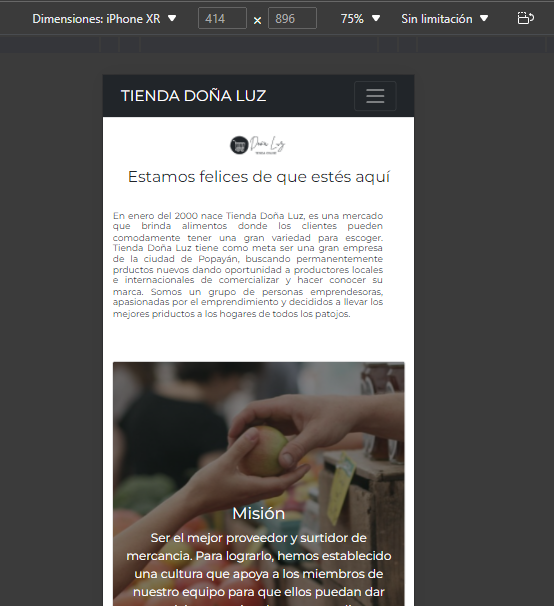 Dimensiones: iPhone XR ▼ 414 × 896 75% ▼ Sin limitación ▼
TIENDA DOÑA LUZ
Doña Luz
Estamos felices de que estés aquí
En enero del 2000 nace Tienda Doña Luz, es una mercado
que brinda alimentos donde los clientes pueden
comodamente tener una gran variedad para escoger.
Tienda Doña Luz tiene como meta ser una gran empresa
de la ciudad de Popayán, buscando permanentemente
prductos nuevos dando oportunidad a productores locales
e internacionales de comercializar y hacer conocer su
marca. Somos un grupo de personas emprendesoras,
apasionadas por el emprendimiento y decididos a llevar los
mejores priductos a los hogares de todos los patojos.
Misión
Ser el mejor proveedor y surtidor de
mercancia. Para lograrlo, hemos establecido
una cultura que apoya a los miembros de
nuestro equipo para que ellos puedan dar